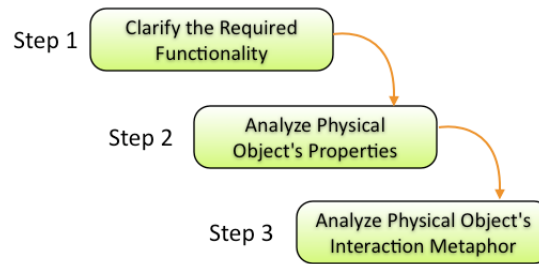 Step 1
Clarify the Required
Functionality
Step 2
Analyze Physical
Object's Properties
Step 3
Analyze Physical Object's
Interaction Metaphor